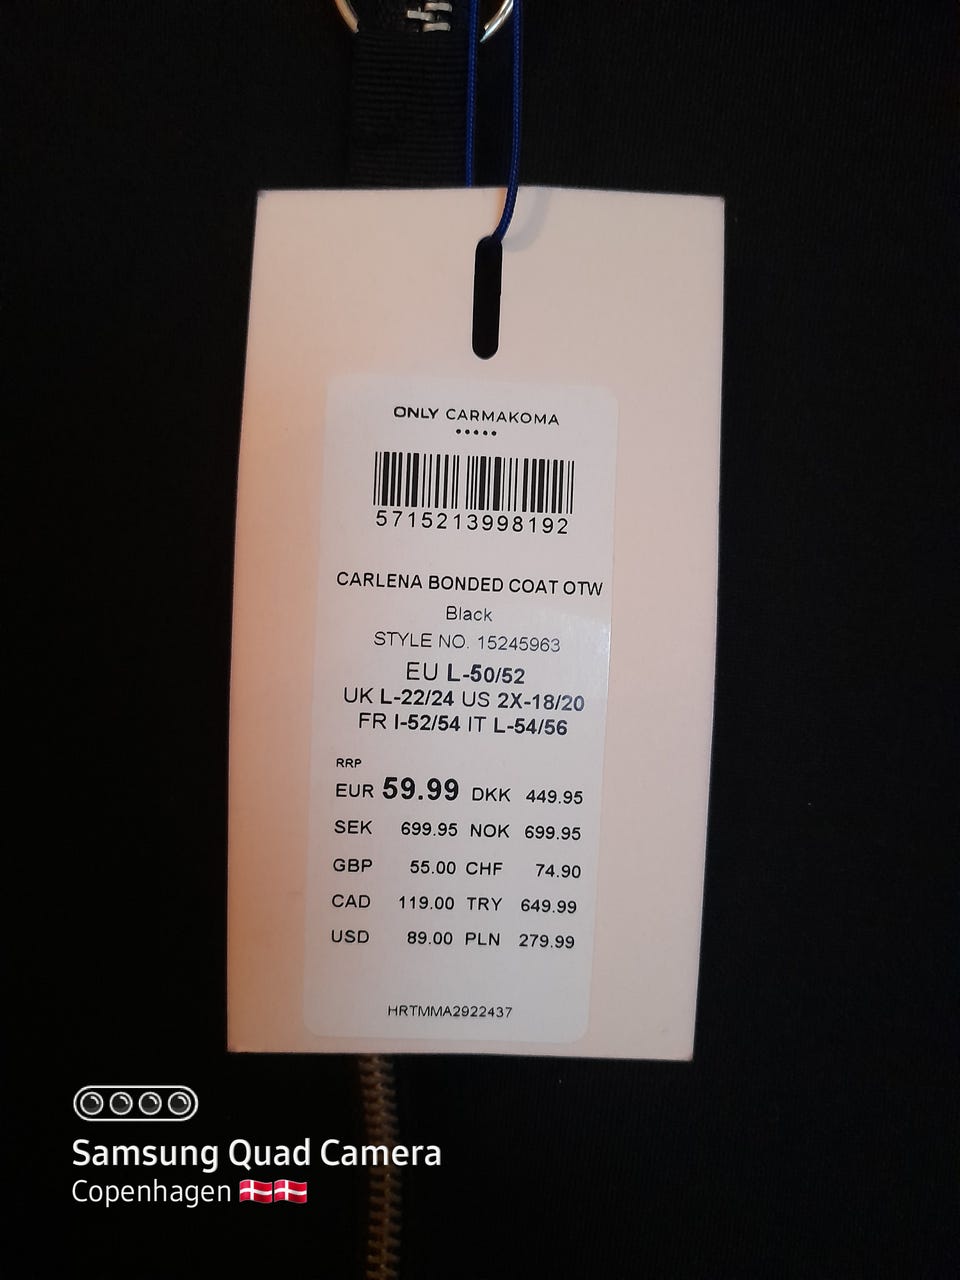 ONLY CARMAKOMA
5715213998192
CARLENA BONDED COAT OTW
Black
STYLE NO. 15245963
EU L-50/52
UK L-22/24 US 2X-18/20
FR I-52/54 IT L-54/56
RRP
EUR 59.99 DKK 449.95
SEK 699.95 NOK 699.95
GBP 55.00 CHF 74.90
CAD 119.00 TRY 649.99
USD 89.00 PLN 279.99
HRTMMA2922437
Samsung Quad Camera
Copenhagen 🇩🇰🇩🇰